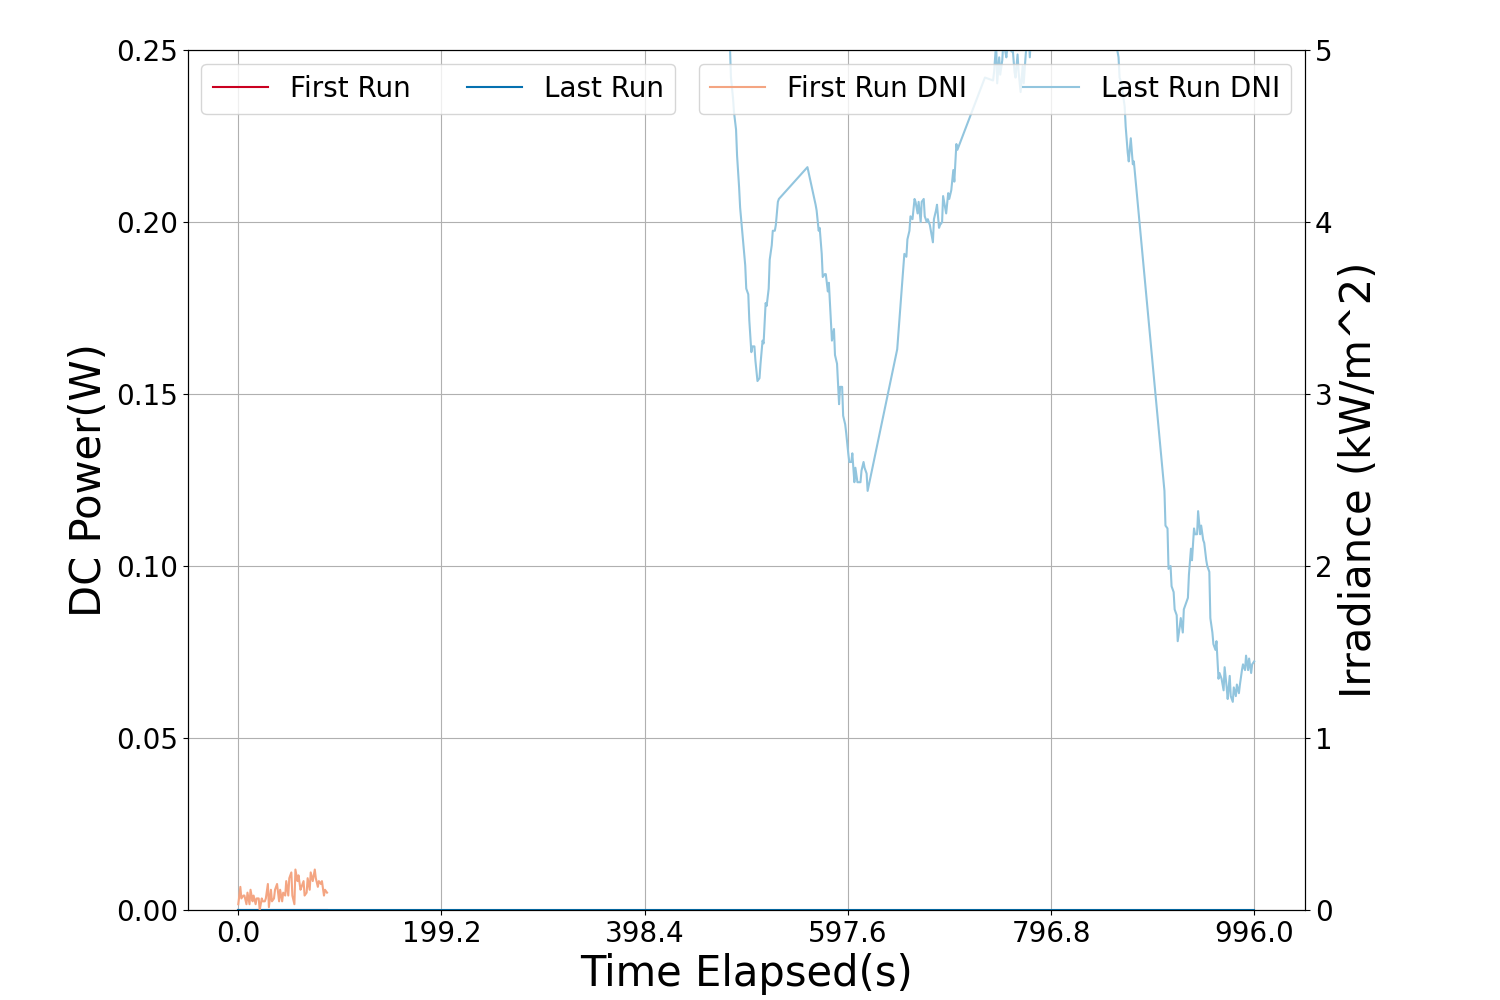 First Run
Last Run
First Run DNI
Last Run DNI
DC Power(W)
0.25
0.20
0.15
0.10
0.05
0.00
5
4
3
2
1
0
Irradiance (kW/m^2)
0.0
199.2
398.4
597.6
796.8
996.0
Time Elapsed(s)